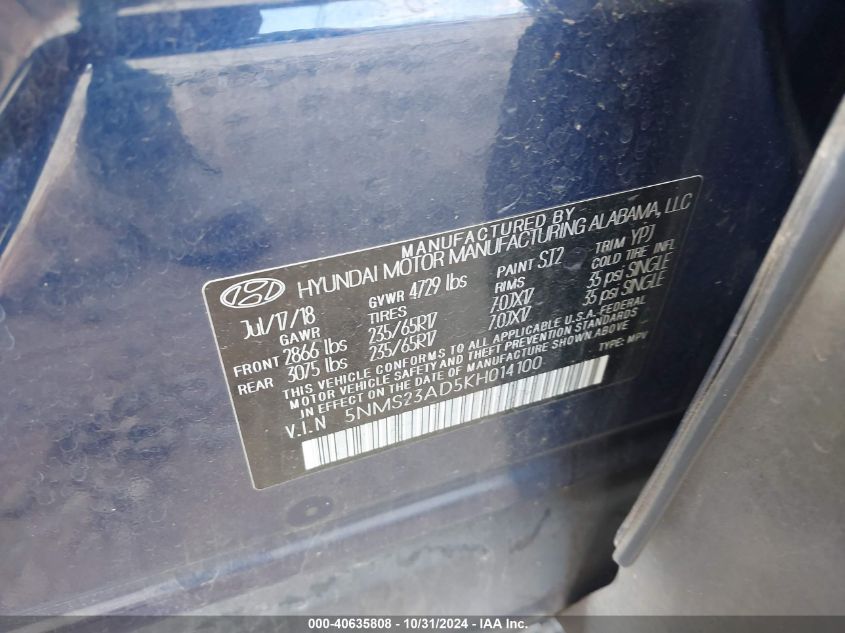 MANUFACTURED BY
HYUNDAI MOTOR MANUFACTURING ALABAMA, LLC
Jul/17/18 GVWR 4729 lbs PAINT SI2 TRIM YPJ
GAWR TIRES RIMS COLD TIRE INFL
FRONT 2866 lbs 235/65R17 7.0JX17 35 psi SINGLE
REAR 3075 lbs 235/65R17 7.0JX17 35 psi SINGLE
THIS VEHICLE CONFORMS TO ALL APPLICABLE U.S.A-FEDERAL
MOTOR VEHICLE SAFETY AND THEFT PREVENTION STANDARDS
IN EFFECT ON THE DATE OF MANUFACTURE SHOWN ABOVE
V.I.N 5NMS23AD5KH014100 TYPE: MPV
000-40635808 - 10/31/2024 - IAA Inc.